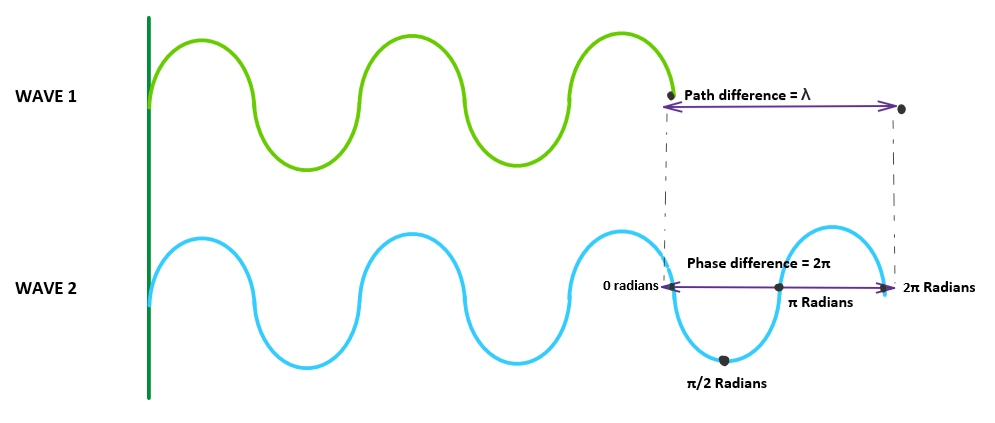 WAVE 1
Path difference = λ
Phase difference = 2π
WAVE 2
0 radians
2π Radians
π Radians
π/2 Radians